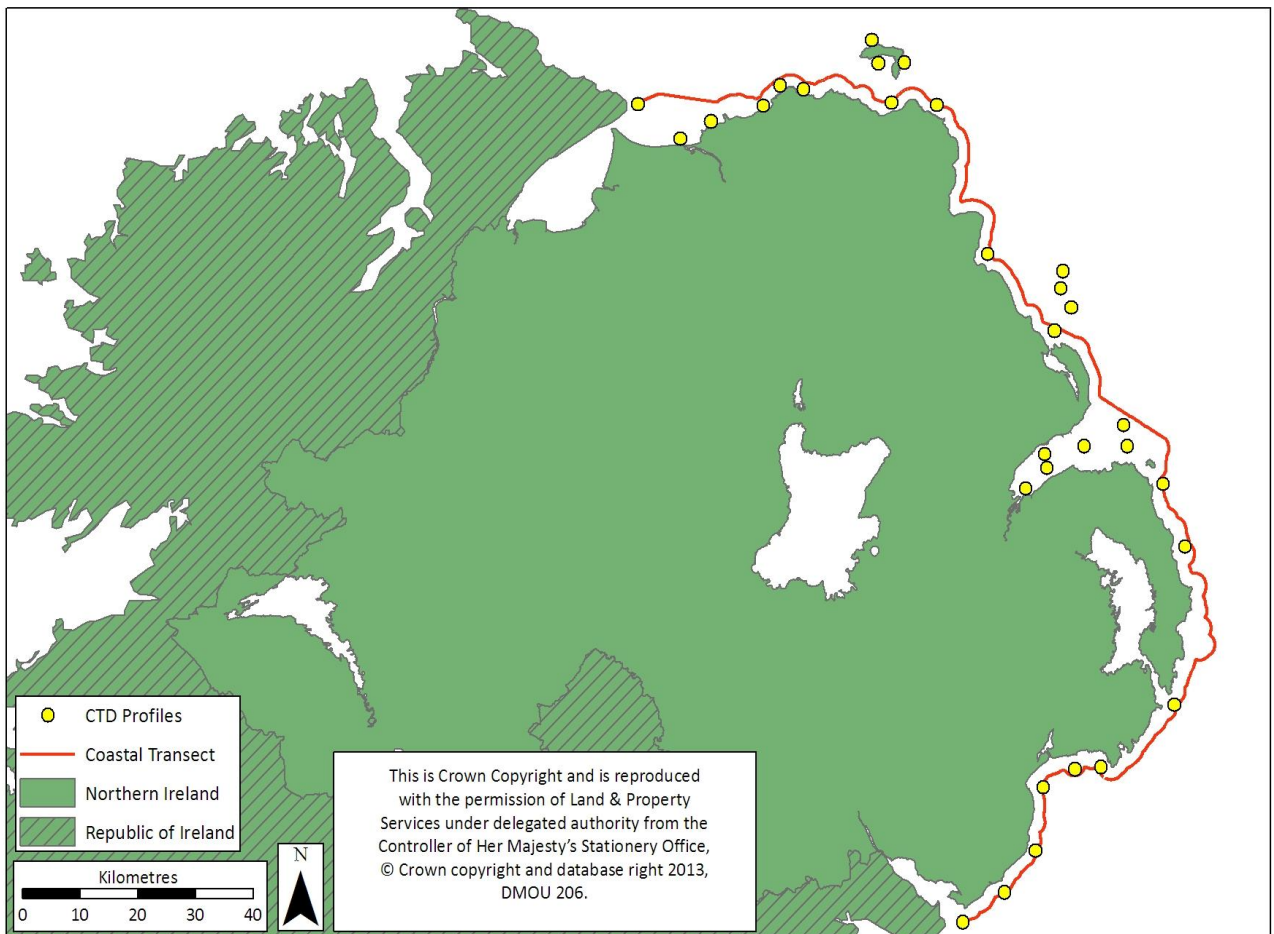 CTD Profiles
Coastal Transect
Northern Ireland
Republic of Ireland
Kilometres
0 10 20 30 40
N
This is Crown Copyright and is reproduced
with the permission of Land & Property
Services under delegated authority from the
Controller of Her Majesty's Stationery Office,
© Crown copyright and database right 2013,
DMOU 206.